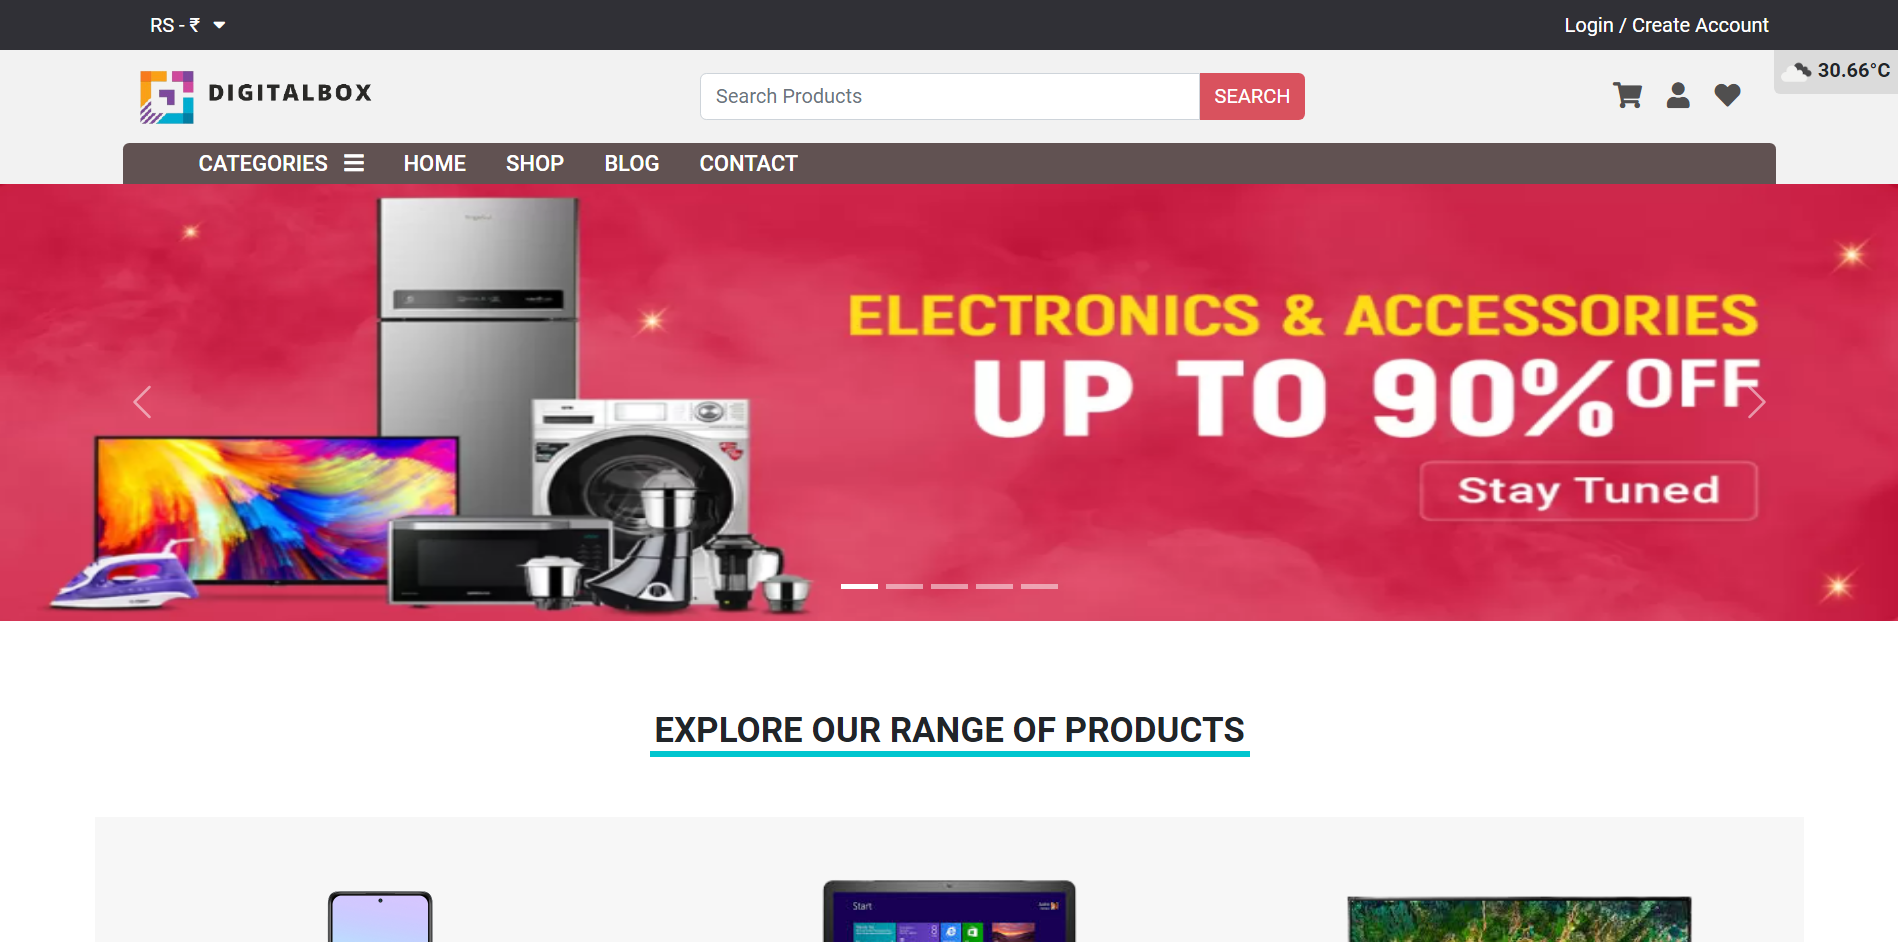 RS - ₹
Login / Create Account
DIGITALBOX
Search Products
SEARCH
30.66°C
CATEGORIES
HOME
SHOP
BLOG
CONTACT
ELECTRONICS & ACCESSORIES
UP TO 90% OFF
Stay Tuned
EXPLORE OUR RANGE OF PRODUCTS
Start